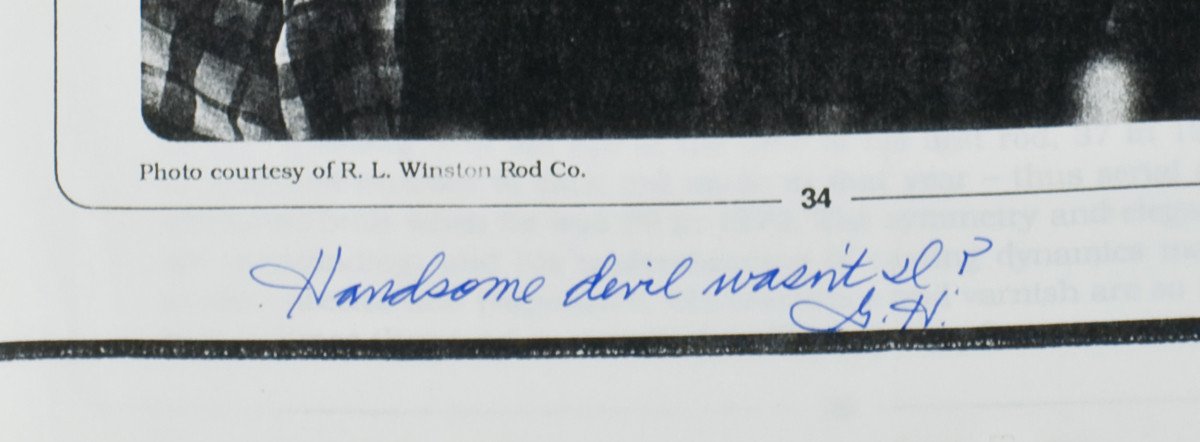 Photo courtesy of R. L. Winston Rod Co.
34
Handsome devil wasn't I?
G. H.